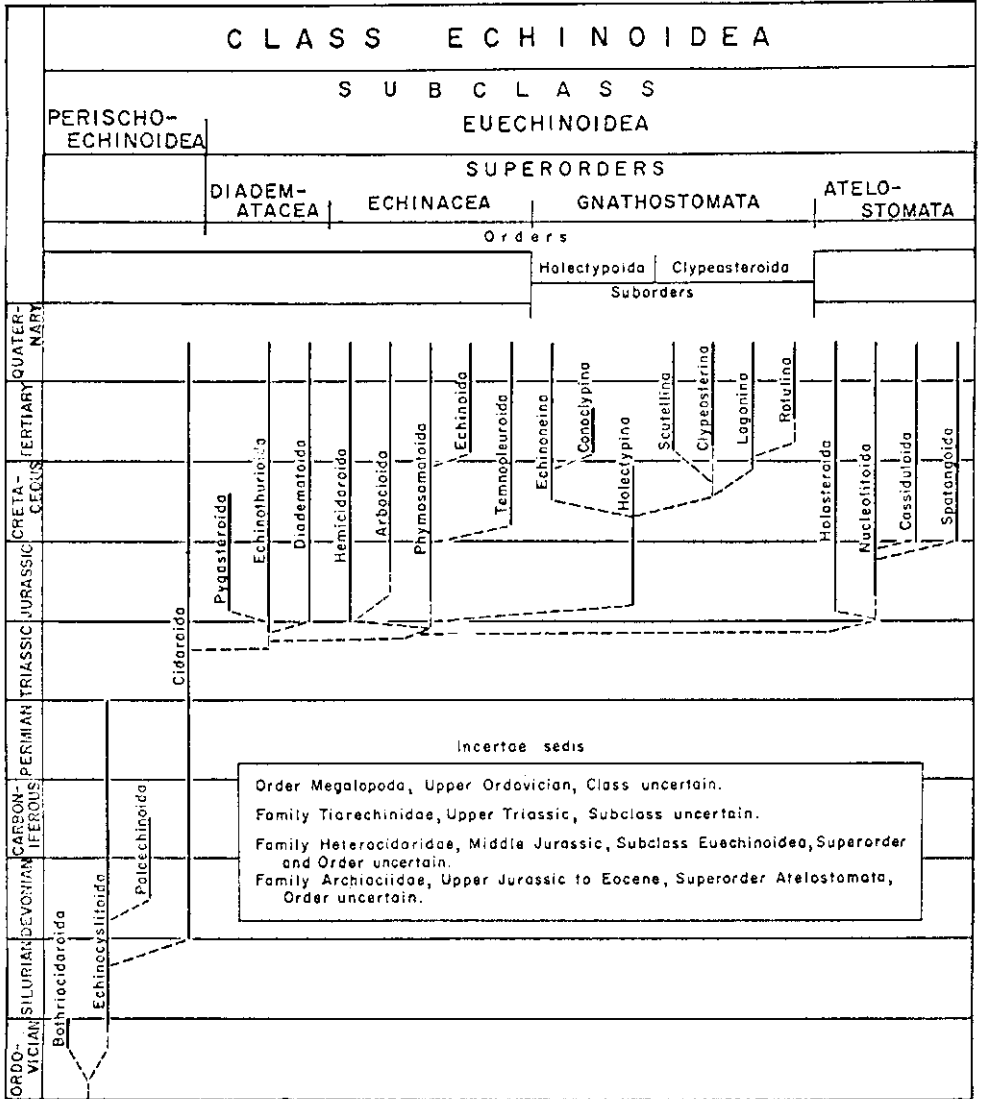 CLASS ECHINOIDEA
SUBCLASS
PERISCHO-
ECHINOIDEA
EUECHINOIDEA
SUPERORDERS
DIADEM-
ATACEA
ECHINACEA
GNATHOSTOMATA
ATELO-
STOMATA
Orders
Holectypoida
Clypeasteroida
Suborders
QUATER-
NARY
TERTIARY
CRETA-
CEOUS
JURASSIC
TRIASSIC
PERMIAN
CARBON-
IFEROUS
DEVONIAN
SILURIAN
ORDO-
VICIAN
Bothriocidaroida
Echinocystitoida
Palaechinoida
Cidaroida
Pygasteroida
Echinothurioida
Diadematoida
Hemicidaroida
Arbacioida
Phymosomatoida
Echinoida
Temnopleuroida
Echinoneina
Conoclypina
Holectypina
Scutellina
Clypeasterina
Laganina
Rotulina
Holasteroida
Nucleolitoida
Cassiduloida
Spatangoida
Incertae sedis
Order Megalopoda, Upper Ordovician, Class uncertain.
Family Tiarechinidae, Upper Triassic, Subclass uncertain.
Family Heterocidaridae, Middle Jurassic, Subclass Euechinoidea, Superorder
and Order uncertain.
Family Archiaciidae, Upper Jurassic to Eocene, Superorder Atelostomata,
Order uncertain.